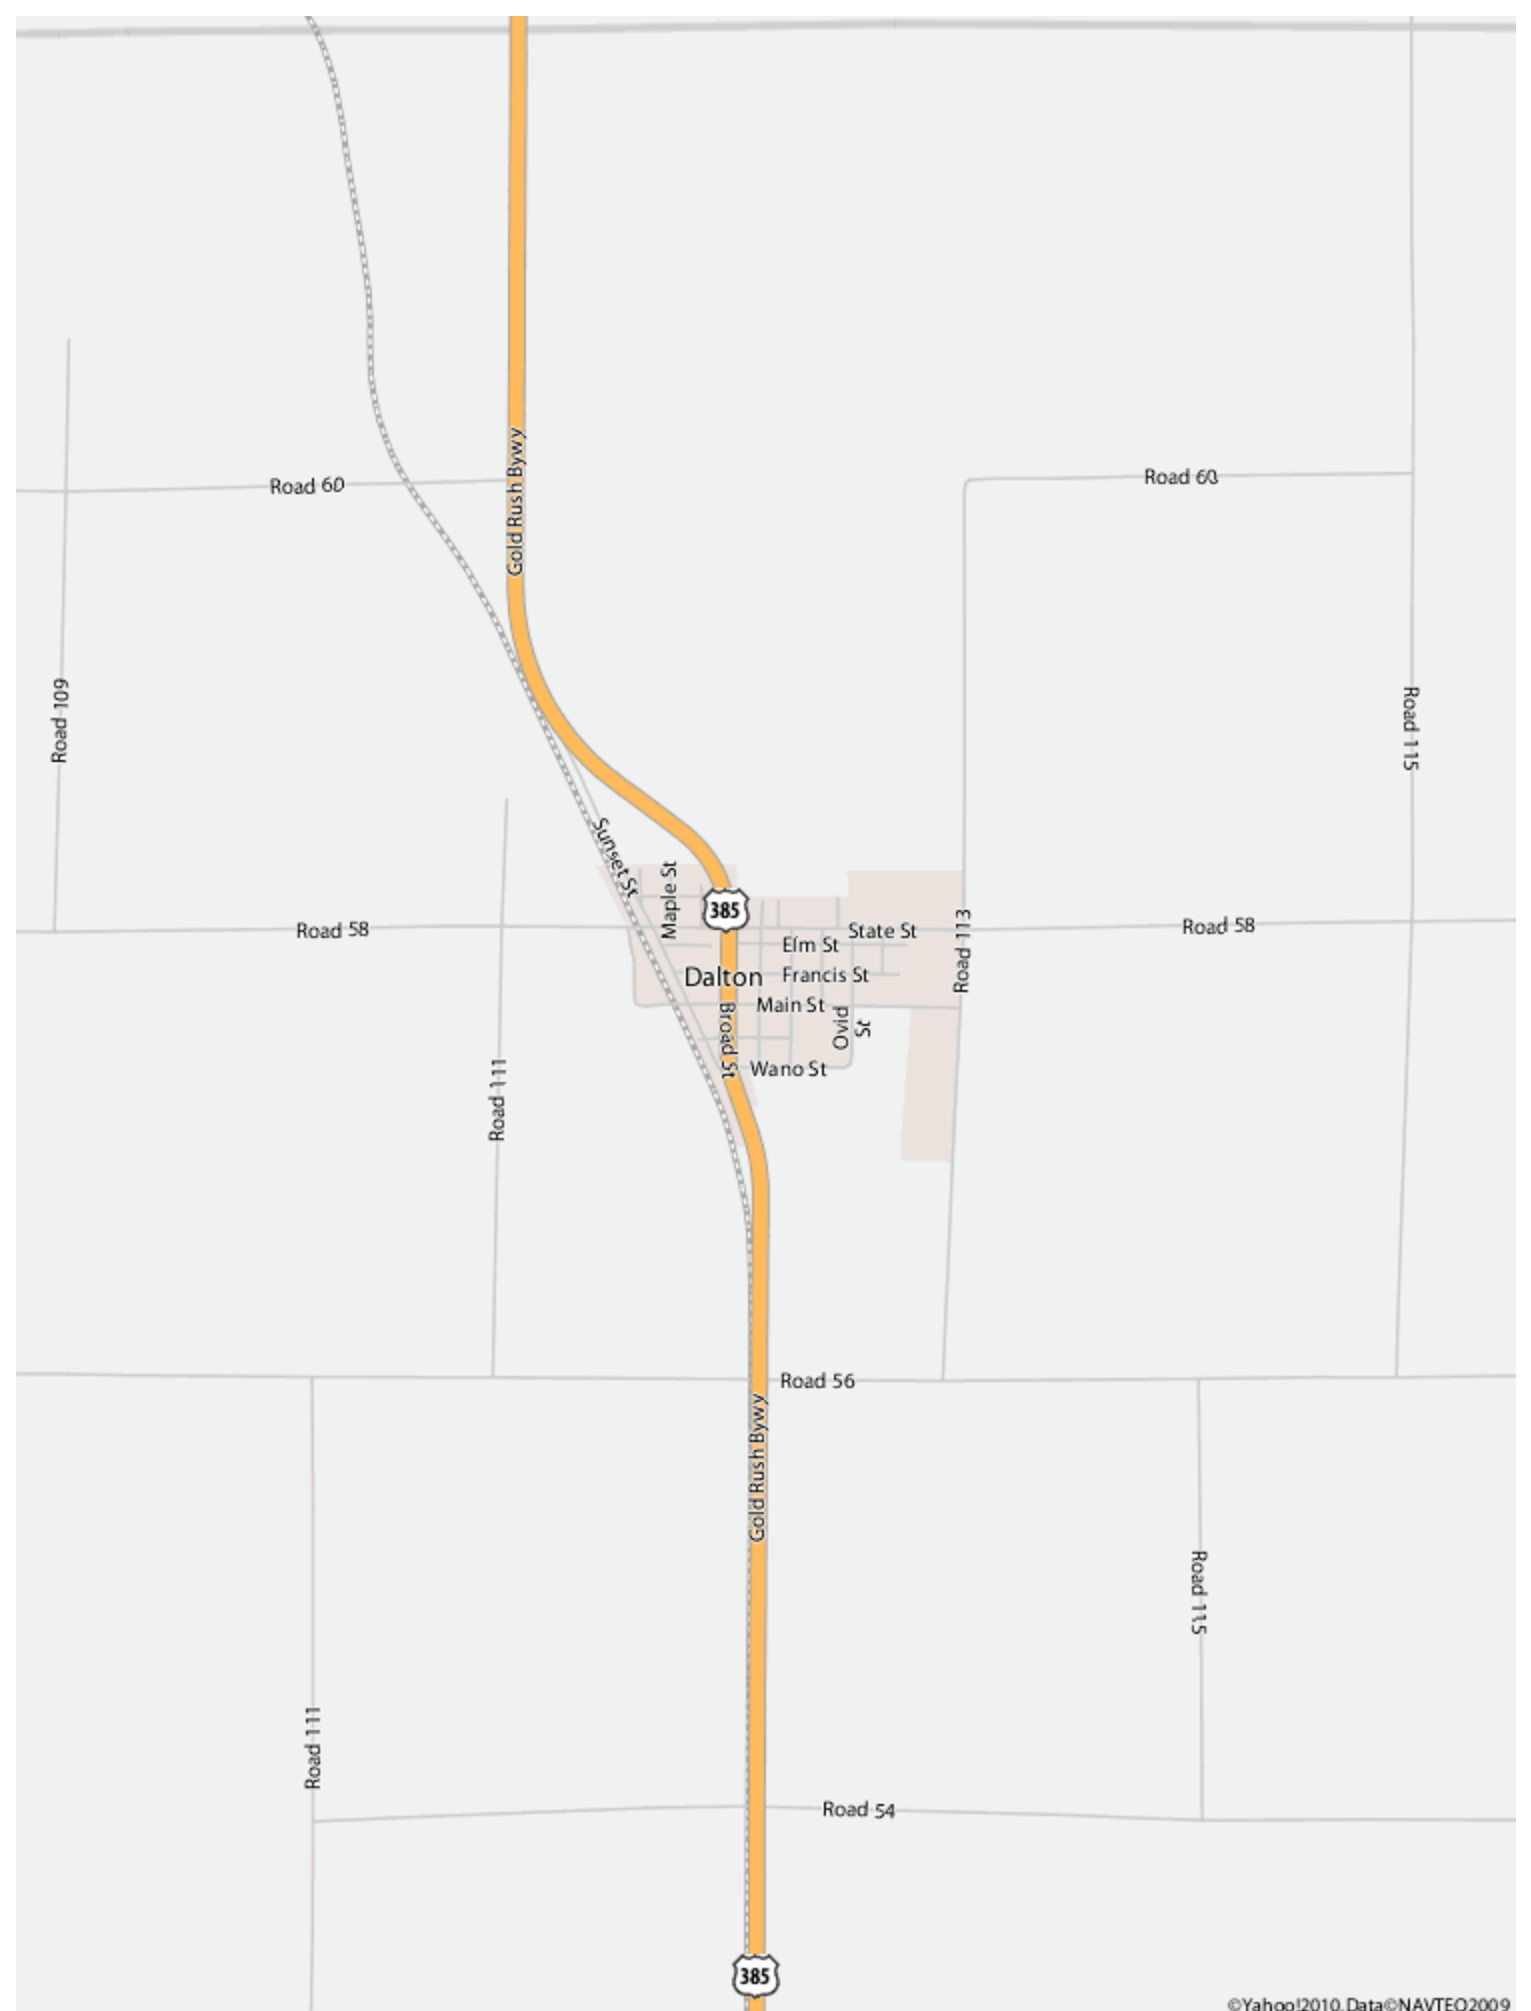 Gold Rush Bywy
Road 60
Road 60
Road 109
Road 115
Sunset St
Maple St
385
Road 58
State St
Road 113
Road 58
Elm St
Dalton
Francis St
Main St
Broad St
Ovid
St
Wano St
Road 111
Road 56
Gold Rush Bywy
Road 115
Road 111
Road 54
385
©Yahoo!2010, Data©NAVTEQ2009